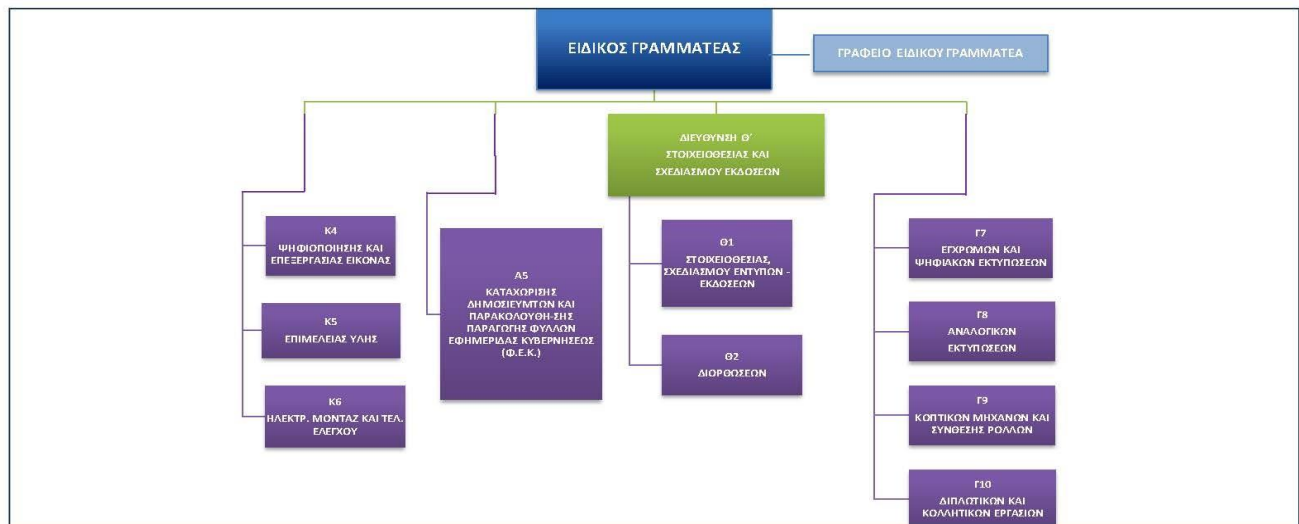 ΕΙΔΙΚΟΣ ΓΡΑΜΜΑΤΕΑΣ
ΓΡΑΦΕΙΟ ΕΙΔΙΚΟΥ ΓΡΑΜΜΑΤΕΑ
ΔΙΕΥΘΥΝΣΗ Θ΄
ΣΤΟΙΧΕΙΟΘΕΣΙΑΣ ΚΑΙ
ΣΧΕΔΙΑΣΜΟΥ ΕΚΔΟΣΕΩΝ
Κ4
ΨΗΦΙΟΠΟΙΗΣΗΣ ΚΑΙ
ΕΠΕΞΕΡΓΑΣΙΑΣ ΕΙΚΟΝΑΣ
Κ5
ΕΠΙΜΕΛΕΙΑΣ ΥΛΗΣ
Κ6
ΗΛΕΚΤΡ. ΜΟΝΤΑΖ ΚΑΙ ΤΕΛ.
ΕΛΕΓΧΟΥ
Α5
ΚΑΤΑΧΩΡΙΣΗΣ
ΔΗΜΟΣΙΕΥΜΤΩΝ ΚΑΙ
ΠΑΡΑΚΟΛΟΥΘΗ-ΣΗΣ
ΠΑΡΑΓΩΓΗΣ ΦΥΛΛΩΝ
ΕΦΗΜΕΡΙΔΑΣ ΚΥΒΕΡΝΗΣΕΩΣ
(Φ.Ε.Κ.)
Θ1
ΣΤΟΙΧΕΙΟΘΕΣΙΑΣ,
ΣΧΕΔΙΑΣΜΟΥ ΕΝΤΥΠΩΝ -
ΕΚΔΟΣΕΩΝ
Θ2
ΔΙΟΡΘΩΣΕΩΝ
Γ7
ΕΓΧΡΩΜΩΝ ΚΑΙ
ΨΗΦΙΑΚΩΝ ΕΚΤΥΠΩΣΕΩΝ
Γ8
ΑΝΑΛΟΓΙΚΩΝ
ΕΚΤΥΠΩΣΕΩΝ
Γ9
ΚΟΠΤΙΚΩΝ ΜΗΧΑΝΩΝ ΚΑΙ
ΣΥΝΘΕΣΗΣ ΡΟΛΛΩΝ
Γ10
ΔΙΠΛΩΤΙΚΩΝ ΚΑΙ
ΚΟΛΛΗΤΙΚΩΝ ΕΡΓΑΣΙΩΝ